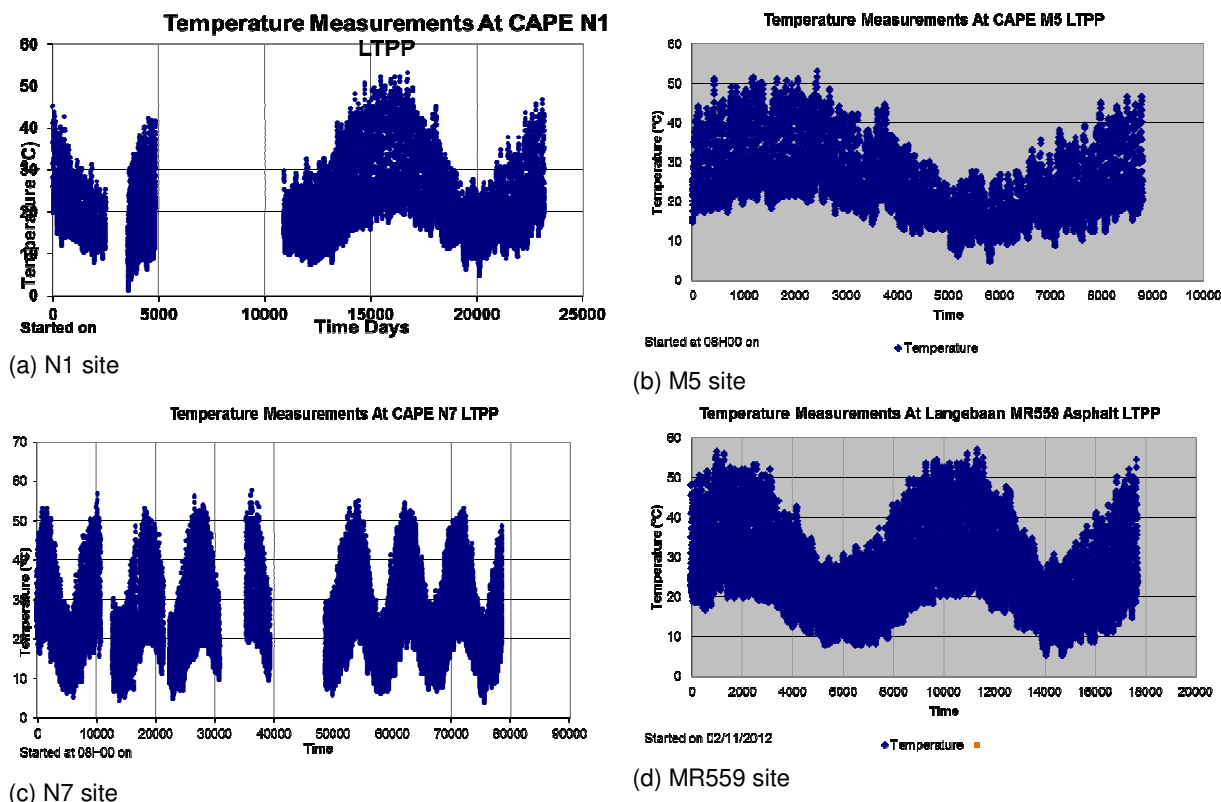 Temperature Measurements At CAPE N1
LTPP
60
50
40
30
20
10
0
Temperature (°C)
0 5000 10000 15000 20000 25000
Started on
Time Days
(a) N1 site
Temperature Measurements At CAPE M5 LTPP
60
50
40
30
20
10
0
Temperature (°C)
0 1000 2000 3000 4000 5000 6000 7000 8000 9000 10000
Time
Started at 08H00 on
Temperature
(b) M5 site
Temperature Measurements At CAPE N7 LTPP
70
60
50
40
30
20
10
0
Temperature (°C)
0 10000 20000 30000 40000 50000 60000 70000 80000 90000
Started at 08H00 on
Time
(c) N7 site
Temperature Measurements At Langebaan MR559 Asphalt LTPP
60
50
40
30
20
10
0
Temperature (°C)
0 2000 4000 6000 8000 10000 12000 14000 16000 18000 20000
Time
Started on 02/11/2012
Temperature
(d) MR559 site